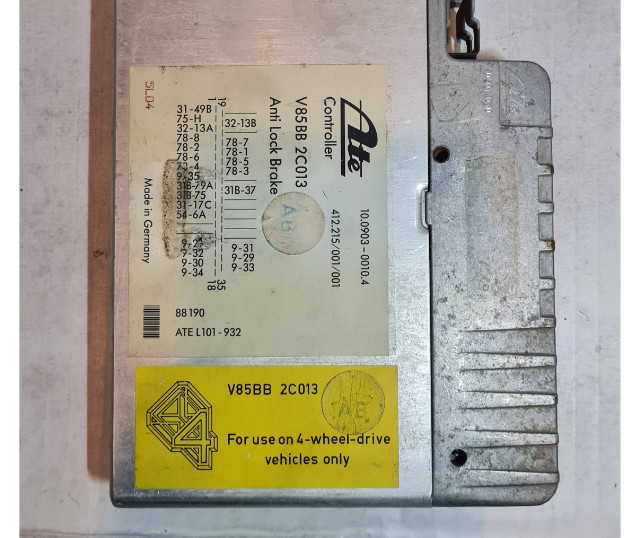 Ate
Controller
V85BB 2C013
Anti Lock Brake
10.0903-0010.4
412.215/001/001
AB
5L04
1 19
31-49B
75-H
32-13A
32-13B
78-8
78-2
78-7
78-6
78-1
78-5
9-35
78-3
31B-79A
31B-75
31B-37
31-17C
54-6A
9-32
9-31
9-30
9-29
9-34
9-33
18 35
Made in Germany
88190
ATE L101-932
V85BB 2C013
For use on 4-wheel-drive
vehicles only